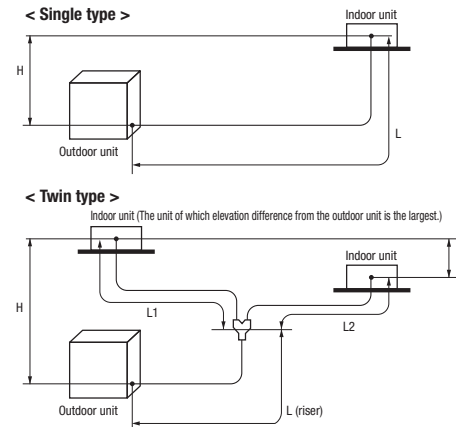 < Single type >
Indoor unit
H
L
Outdoor unit
< Twin type >
Indoor unit (The unit of which elevation difference from the outdoor unit is the largest.)
Indoor unit
H
L1
L2
Outdoor unit
L (riser)